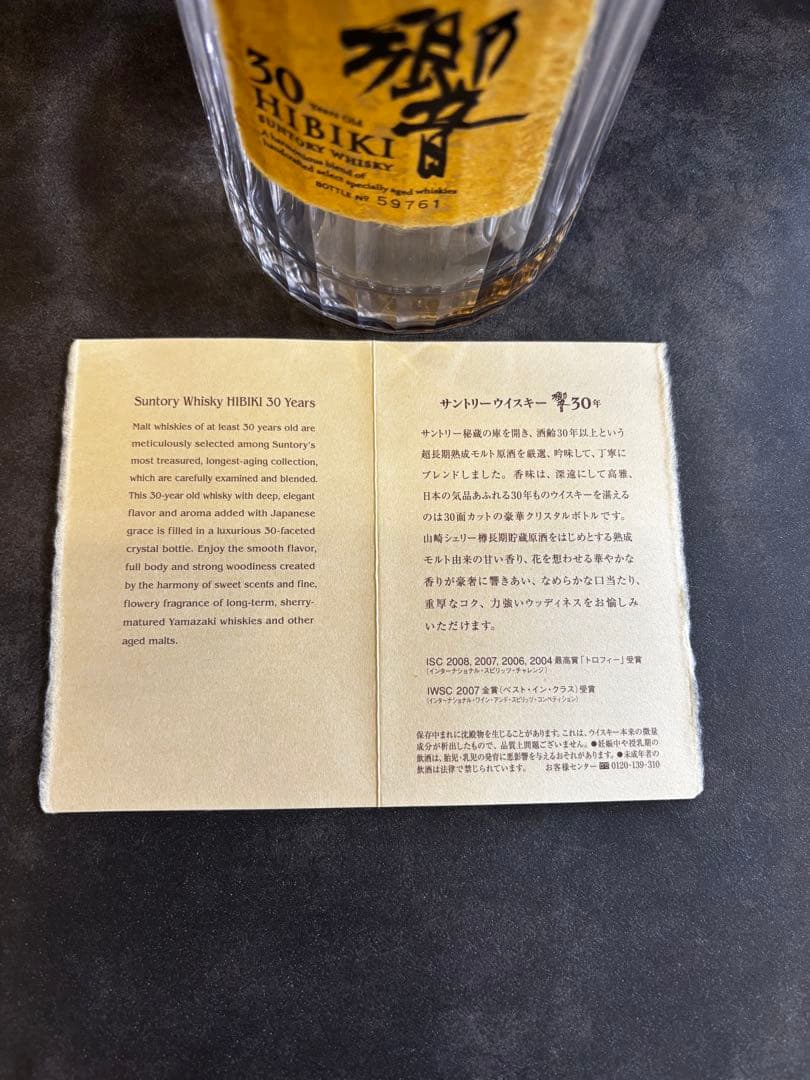 響
30 Years Old
HIBIKI
SUNTORY WHISKY
A harmonious blend of
handcrafted select specially aged whiskies
BOTTLE No 59761
Suntory Whisky HIBIKI 30 Years
Malt whiskies of at least 30 years old are
meticulously selected among Suntory's
most treasured, longest-aging collection,
which are carefully examined and blended.
This 30-year old whisky with deep, elegant
flavor and aroma added with Japanese
grace is filled in a luxurious 30-faceted
crystal bottle. Enjoy the smooth flavor,
full body and strong woodiness created
by the harmony of sweet scents and fine,
flowery fragrance of long-term, sherry-
matured Yamazaki whiskies and other
aged malts.
サントリーウイスキー 響30年
サントリー秘蔵の庫を開き、酒齢30年以上という
超長期熟成モルト原酒を厳選、吟味して、丁寧に
ブレンドしました。香味は、深遠にして高雅、
日本の気品あふれる30年ものウイスキーを湛える
のは30面カットの豪華クリスタルボトルです。
山崎シェリー樽長期貯蔵原酒をはじめとする熟成
モルト由来の甘い香り、花を想わせる華やかな
香りが豪奢に響きあい、なめらかな口当たり、
重厚なコク、力強いウッディネスをお愉しみ
いただけます。
ISC 2008, 2007, 2006, 2004 最高賞「トロフィー」受賞
(インターナショナル・スピリッツ・チャレンジ)
IWSC 2007 金賞(ベスト・イン・クラス)受賞
(インターナショナル・ワイン・アンド・スピリッツ・コンペティション)
保存中まれに沈殿物を生じることがあります。これは、ウイスキー本来の微量
成分が析出したもので、品質上問題ございません。●妊娠中や授乳期の
飲酒は、胎児・乳児の発育に悪影響を与えるおそれがあります。●未成年者の
飲酒は法律で禁じられています。 お客様センター 0120-139-310